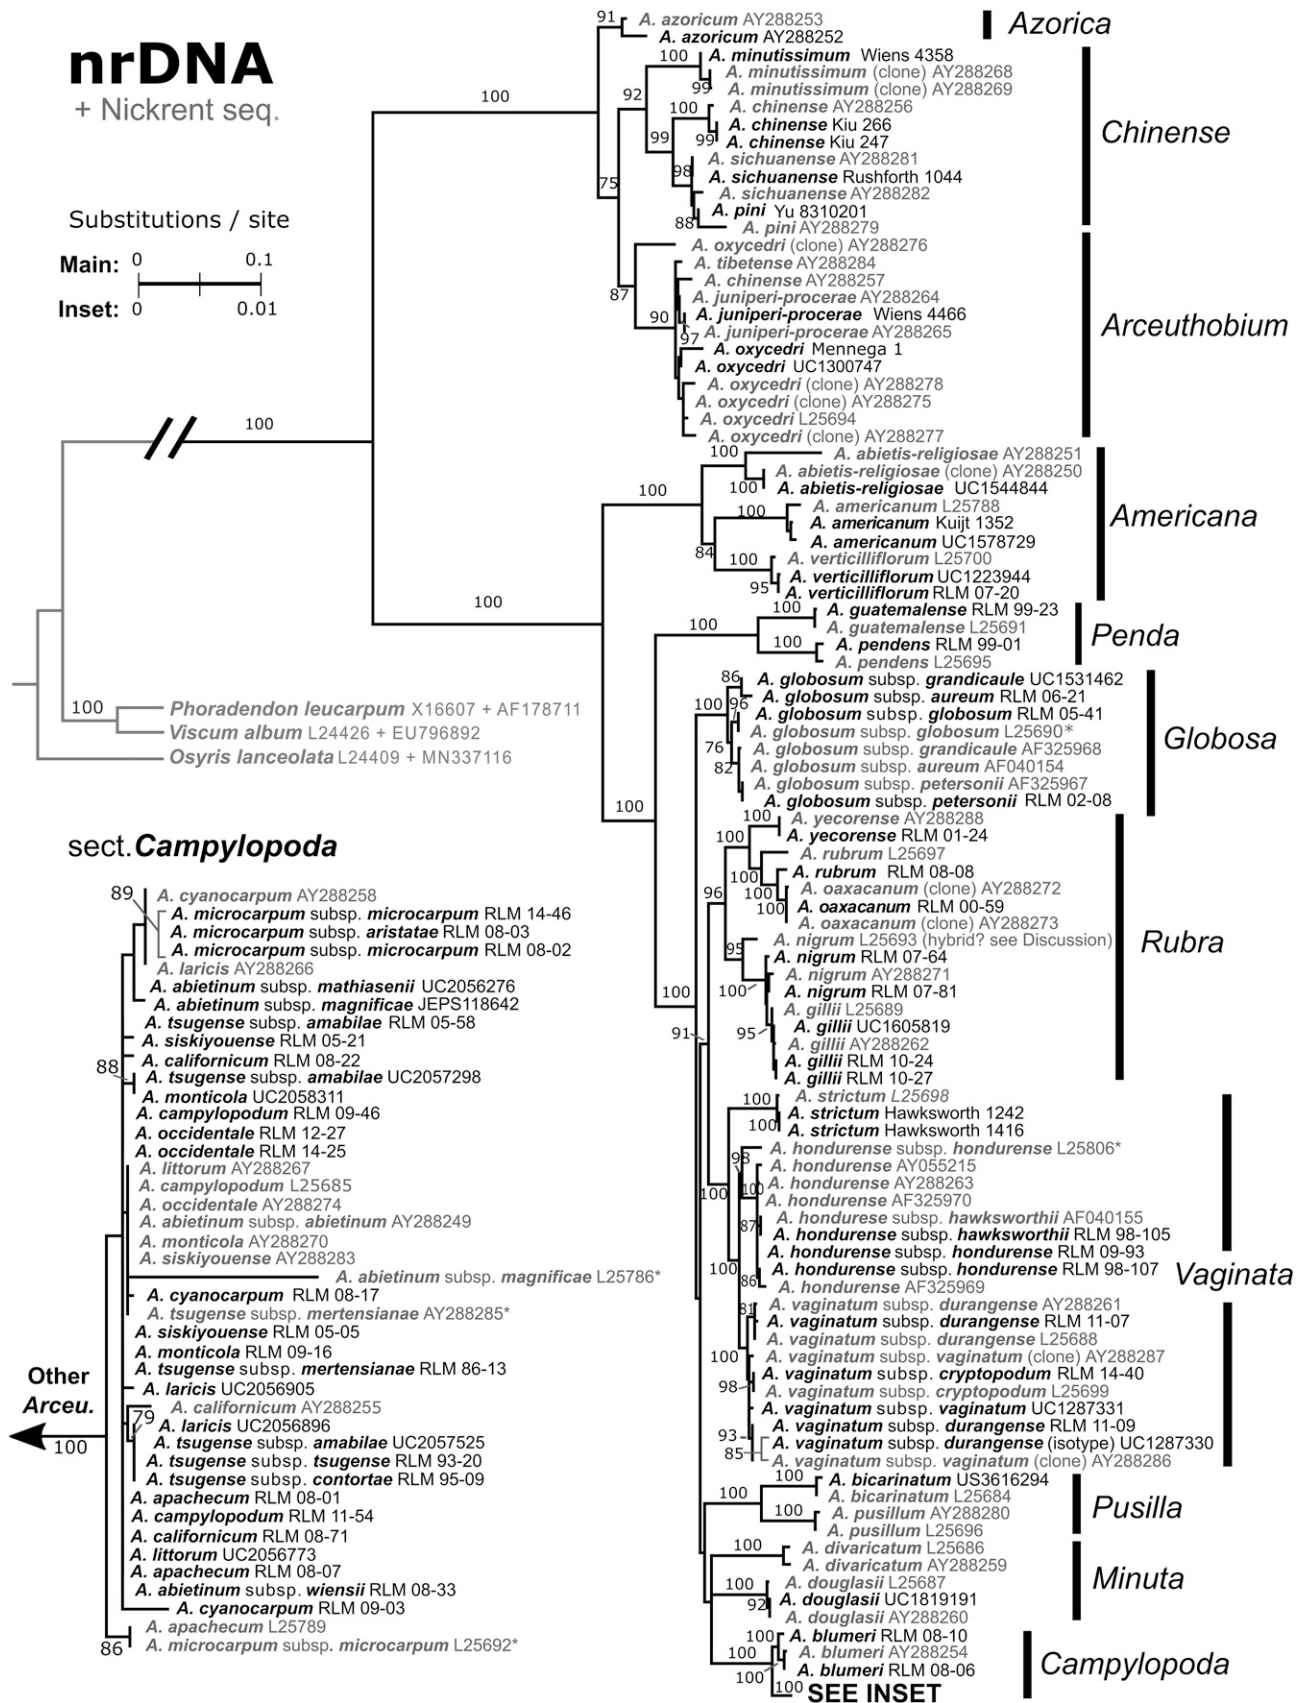 nrDNA
+ Nickrent seq.
Substitutions / site
Main: 0 0.1
Inset: 0 0.01
91
A. azoricum AY288253
A. azoricum AY288252
Azorica
100
A. minutissimum Wiens 4358
A. minutissimum (clone) AY288268
99
A. minutissimum (clone) AY288269
92
100
A. chinense AY288256
A. chinense Kiu 266
99
A. chinense Kiu 247
99
A. sichuanense AY288281
98
A. sichuanense Rushforth 1044
A. sichuanense AY288282
A. pini Yu 8310201
88
A. pini AY288279
Chinense
100
75
A. oxycedri (clone) AY288276
A. tibetense AY288284
A. chinense AY288257
87
A. juniperi-procerae AY288264
90
A. juniperi-procerae Wiens 4466
A. juniperi-procerae AY288265
97
A. oxycedri Mennega 1
A. oxycedri UC1300747
A. oxycedri (clone) AY288278
A. oxycedri (clone) AY288275
A. oxycedri L25694
A. oxycedri (clone) AY288277
Arceuthobium
100
100
A. abietis-religiosae AY288251
A. abietis-religiosae (clone) AY288250
100
A. abietis-religiosae UC1544844
100
A. americanum L25788
100
A. americanum Kuijt 1352
A. americanum UC1578729
84
A. verticilliflorum L25700
100
A. verticilliflorum UC1223944
95
A. verticilliflorum RLM 07-20
Americana
100
100
A. guatemalense RLM 99-23
A. guatemalense L25691
100
A. pendens RLM 99-01
100
A. pendens L25695
Penda
100
Phoradendon leucarpum X16607 + AF178711
Viscum album L24426 + EU796892
Osyris lanceolata L24409 + MN337116
86
A. globosum subsp. grandicaule UC1531462
A. globosum subsp. aureum RLM 06-21
100
96
A. globosum subsp. globosum RLM 05-41
A. globosum subsp. globosum L25690*
76
A. globosum subsp. grandicaule AF325968
82
A. globosum subsp. aureum AF040154
A. globosum subsp. petersonii AF325967
A. globosum subsp. petersonii RLM 02-08
Globosa
100
100
A. yecorense AY288288
100
A. yecorense RLM 01-24
A. rubrum L25697
A. rubrum RLM 08-08
100
A. oaxacanum (clone) AY288272
100
A. oaxacanum RLM 00-59
100
A. oaxacanum (clone) AY288273
96
A. nigrum L25693 (hybrid? see Discussion)
95
A. nigrum RLM 07-64
A. nigrum AY288271
100
A. nigrum RLM 07-81
A. gillii L25689
95
A. gillii UC1605819
A. gillii AY288262
A. gillii RLM 10-24
A. gillii RLM 10-27
Rubra
100
91
A. strictum L25698
100
A. strictum Hawksworth 1242
100
A. strictum Hawksworth 1416
A. hondurense subsp. hondurense L25806*
98
A. hondurense AY055215
A. hondurense AY288263
100
100
A. hondurense AF325970
A. hondurese subsp. hawksworthii AF040155
87
A. hondurense subsp. hawksworthii RLM 98-105
A. hondurense subsp. hondurense RLM 09-93
100
A. hondurense subsp. hondurense RLM 98-107
86
A. hondurense AF325969
Vaginata
81
A. vaginatum subsp. durangense AY288261
A. vaginatum subsp. durangense RLM 11-07
A. vaginatum subsp. durangense L25688
100
A. vaginatum subsp. vaginatum (clone) AY288287
A. vaginatum subsp. cryptopodum RLM 14-40
98
A. vaginatum subsp. cryptopodum L25699
A. vaginatum subsp. vaginatum UC1287331
A. vaginatum subsp. durangense RLM 11-09
93
A. vaginatum subsp. durangense (isotype) UC1287330
85
A. vaginatum subsp. vaginatum (clone) AY288286
100
A. bicarinatum US3616294
100
A. bicarinatum L25684
100
A. pusillum AY288280
A. pusillum L25696
Pusilla
100
A. divaricatum L25686
A. divaricatum AY288259
100
A. douglasii L25687
A. douglasii UC1819191
92
A. douglasii AY288260
Minuta
100
A. blumeri RLM 08-10
100
A. blumeri AY288254
100
A. blumeri RLM 08-06
100
SEE INSET
Campylopoda
sect. Campylopoda
89
A. cyanocarpum AY288258
A. microcarpum subsp. microcarpum RLM 14-46
A. microcarpum subsp. aristatae RLM 08-03
A. microcarpum subsp. microcarpum RLM 08-02
A. laricis AY288266
A. abietinum subsp. mathiasenii UC2056276
A. abietinum subsp. magnificae JEPS118642
A. tsugense subsp. amabilae RLM 05-58
A. siskiyouense RLM 05-21
A. californicum RLM 08-22
88
A. tsugense subsp. amabilae UC2057298
A. monticola UC2058311
A. campylopodum RLM 09-46
A. occidentale RLM 12-27
A. occidentale RLM 14-25
A. littorum AY288267
A. campylopodum L25685
A. occidentale AY288274
A. abietinum subsp. abietinum AY288249
A. monticola AY288270
A. siskiyouense AY288283
A. abietinum subsp. magnificae L25786*
A. cyanocarpum RLM 08-17
A. tsugense subsp. mertensianae AY288285*
A. siskiyouense RLM 05-05
A. monticola RLM 09-16
A. tsugense subsp. mertensianae RLM 86-13
A. laricis UC2056905
A. californicum AY288255
79
A. laricis UC2056896
A. tsugense subsp. amabilae UC2057525
A. tsugense subsp. tsugense RLM 93-20
A. tsugense subsp. contortae RLM 95-09
A. apachecum RLM 08-01
A. campylopodum RLM 11-54
A. californicum RLM 08-71
A. littorum UC2056773
A. apachecum RLM 08-07
A. abietinum subsp. wiensii RLM 08-33
A. cyanocarpum RLM 09-03
A. apachecum L25789
86
A. microcarpum subsp. microcarpum L25692*
Other
Arceu.
100